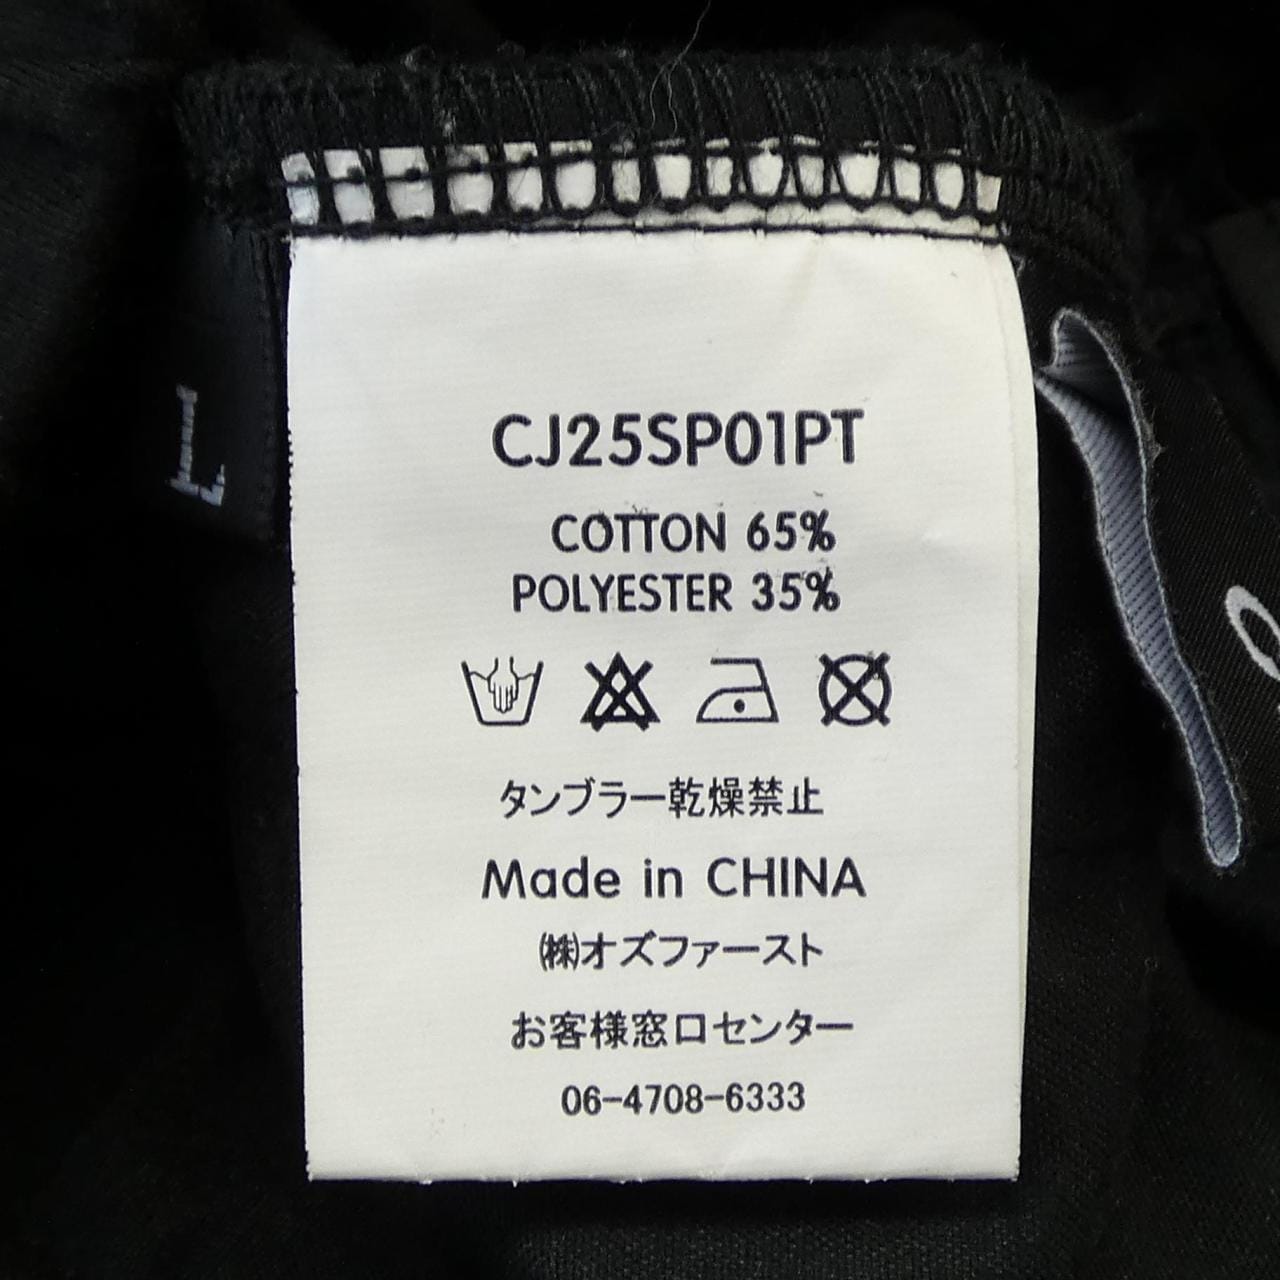 L
CJ25SP01PT
COTTON 65%
POLYESTER 35%
タンブラー乾燥禁止
Made in CHINA
㈱オズファースト
お客様窓口センター
06-4708-6333